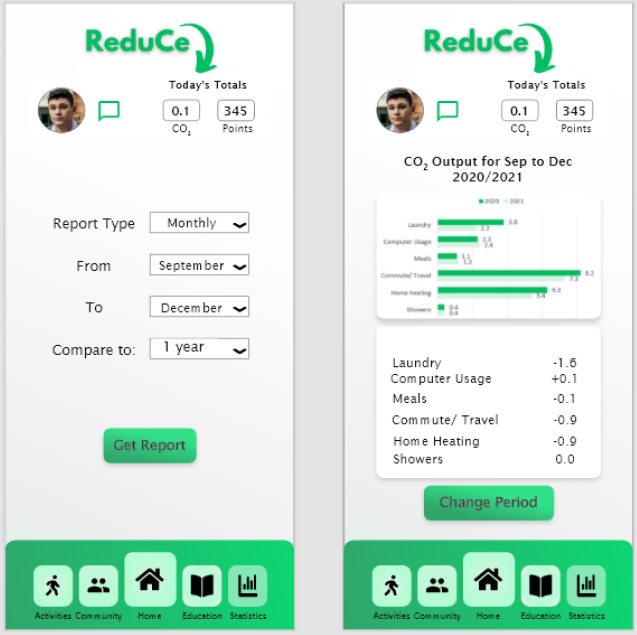 ReduCe
Today's Totals
0.1 345
CO2 Points
Report Type Monthly
From September
To December
Compare to: 1 year
Get Report
Activities Community Home Education Statistics
ReduCe
Today's Totals
0.1 345
CO2 Points
CO2 Output for Sep to Dec
2020/2021
2020 2021
Laundry 3.8
2.2
Computer Usage 2.3
2.4
Meals 1.1
1.2
Commute/ Travel 8.2
7.3
Home heating 6.3
5.4
Showers 0.4
0.4
Laundry -1.6
Computer Usage +0.1
Meals -0.1
Commute/ Travel -0.9
Home Heating -0.9
Showers 0.0
Change Period
Activities Community Home Education Statistics